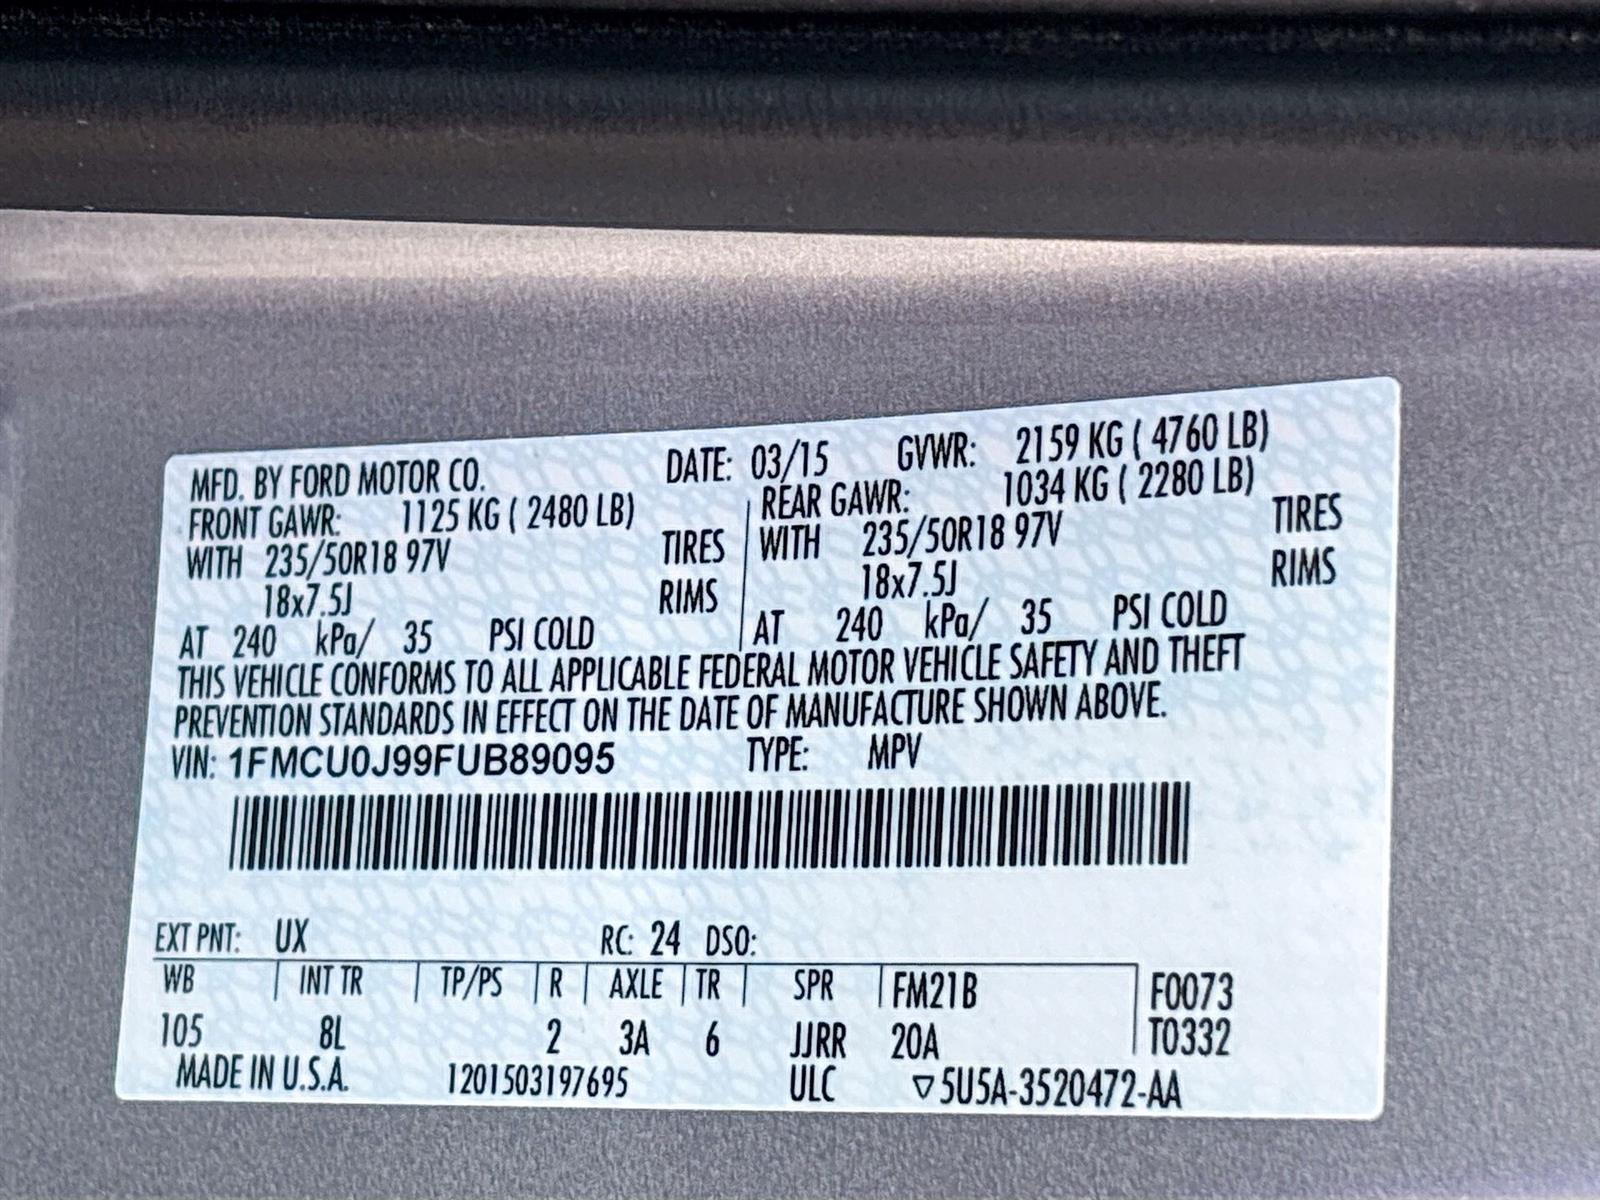 MFD. BY FORD MOTOR CO. DATE: 03/15 GVWR: 2159 KG ( 4760 LB)
FRONT GAWR: 1125 KG ( 2480 LB) REAR GAWR: 1034 KG ( 2280 LB)
WITH 235/50R18 97V TIRES WITH 235/50R18 97V TIRES
18x7.5J RIMS 18x7.5J RIMS
AT 240 kPa/ 35 PSI COLD AT 240 kPa/ 35 PSI COLD
THIS VEHICLE CONFORMS TO ALL APPLICABLE FEDERAL MOTOR VEHICLE SAFETY AND THEFT
PREVENTION STANDARDS IN EFFECT ON THE DATE OF MANUFACTURE SHOWN ABOVE.
VIN: 1FMCU0J99FUB89095 TYPE: MPV
EXT PNT: UX RC: 24 DSO:
WB INT TR TP/PS R AXLE TR SPR FM21B F0073
105 8L 2 3A 6 JJRR 20A T0332
MADE IN U.S.A. 1201503197695 ULC ▽5U5A-3520472-AA